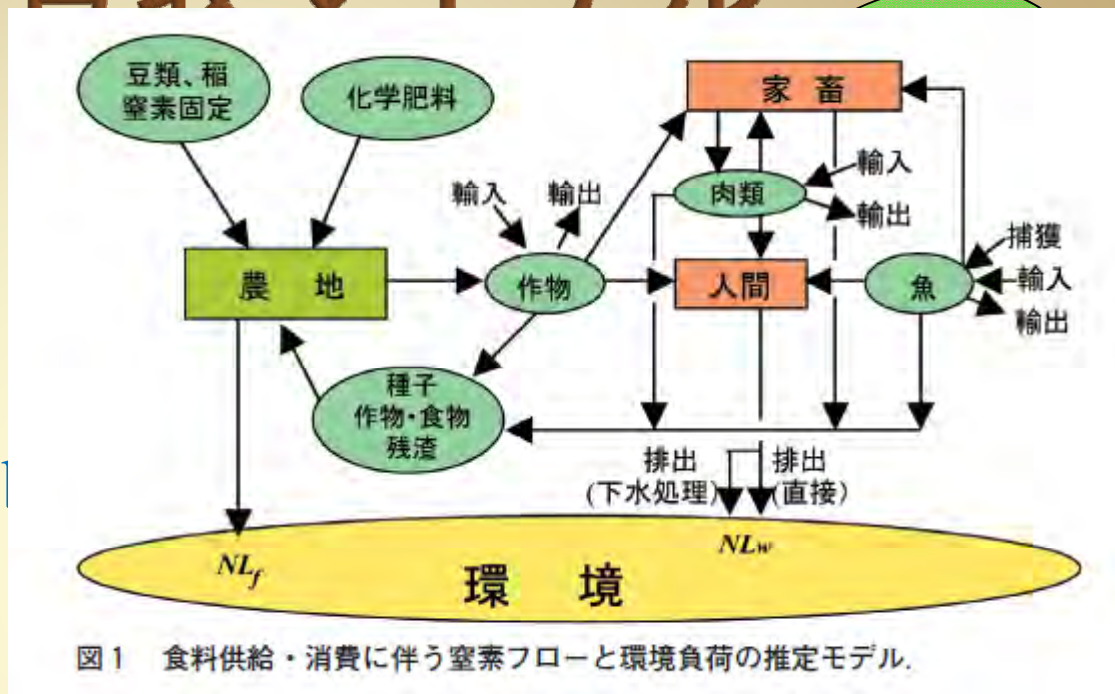 豆類、稲
窒素固定
化学肥料
家 畜
輸入
輸出
肉類
輸入
輸出
捕獲
農 地
作物
人間
魚
輸入
輸出
種子
作物・食物
残渣
排出
(下水処理)
排出
(直接)
NLf
NLw
環 境
図1 食料供給・消費に伴う窒素フローと環境負荷の推定モデル.